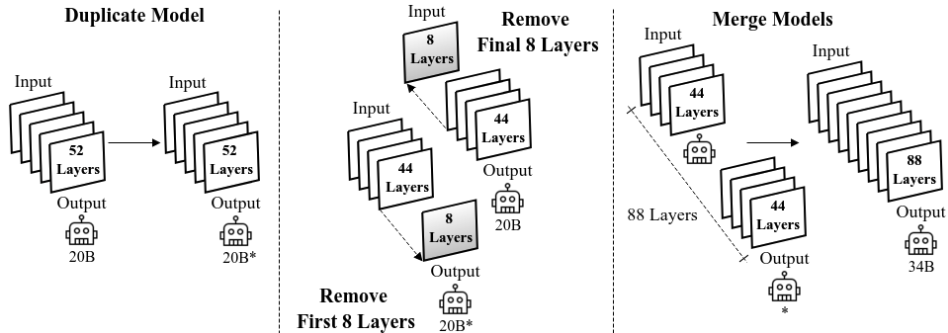 Duplicate Model
Input
52
Layers
Output
20B
Input
52
Layers
Output
20B*
Input
8
Layers
Remove
Final 8 Layers
44
Layers
Output
20B
Input
44
Layers
8
Layers
Output
20B*
Remove
First 8 Layers
Merge Models
Input
44
Layers
88 Layers
44
Layers
Output
*
Input
88
Layers
Output
34B